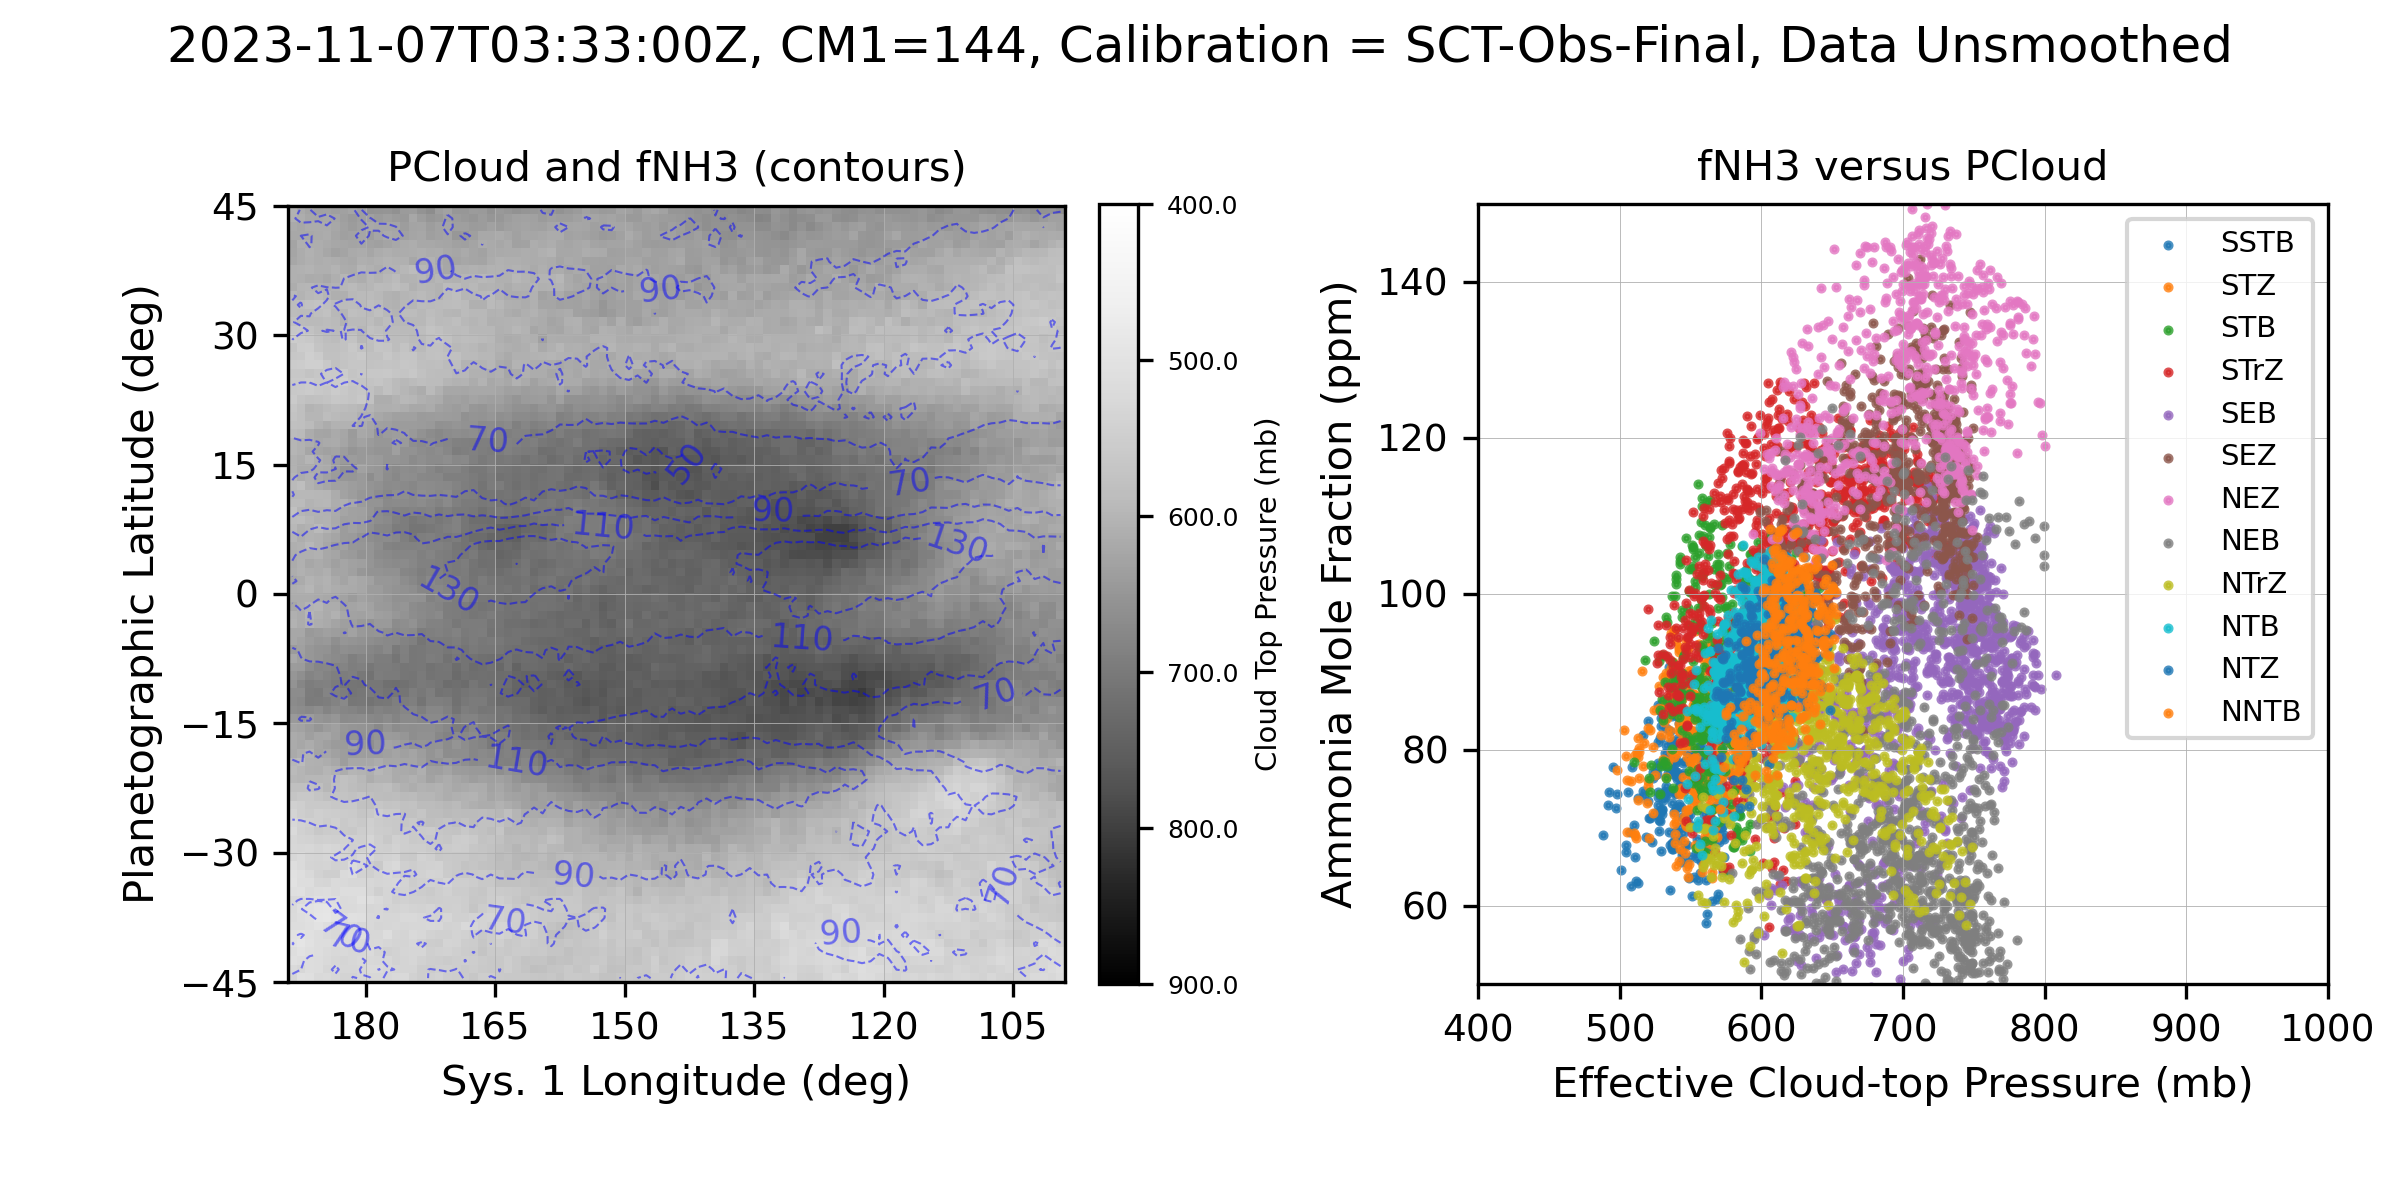 2023-11-07T03:33:00Z, CM1=144, Calibration = SCT-Obs-Final, Data Unsmoothed
PCloud and fNH3 (contours)
45
30
15
0
−15
−30
−45
Planetographic Latitude (deg)
180
165
150
135
120
105
Sys. 1 Longitude (deg)
90
90
70
50
70
90
110
130
130
110
70
90
110
90
70
70
70
70
90
400.0
500.0
600.0
700.0
800.0
900.0
Cloud Top Pressure (mb)
fNH3 versus PCloud
140
120
100
80
60
Ammonia Mole Fraction (ppm)
400
500
600
700
800
900
1000
Effective Cloud-top Pressure (mb)
SSTB
STZ
STB
STrZ
SEB
SEZ
NEZ
NEB
NTrZ
NTB
NTZ
NNTB